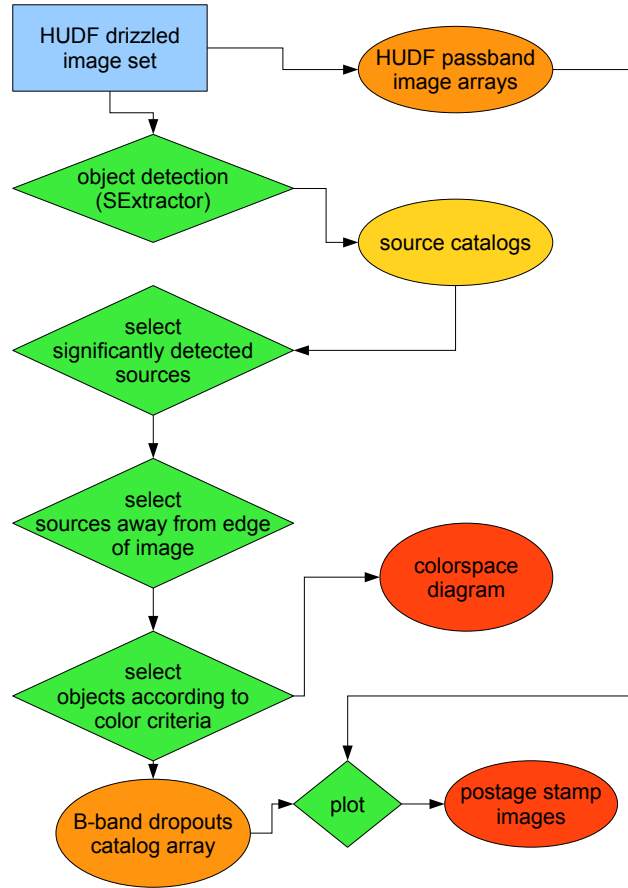 HUDF drizzled
image set
HUDF passband
image arrays
object detection
(SExtractor)
source catalogs
select
significantly detected
sources
select
sources away from edge
of image
colorspace
diagram
select
objects according to
color criteria
B-band dropouts
catalog array
plot
postage stamp
images